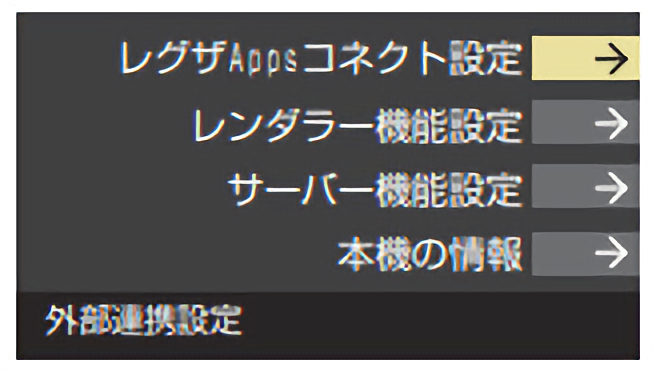 レグザAppsコネクト設定 →
レンダラー機能設定 →
サーバー機能設定 →
本機の情報 →
外部連携設定